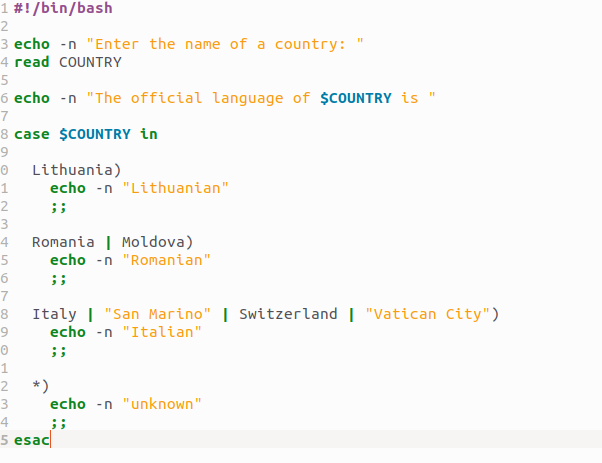 1 #!/bin/bash
2
3 echo -n "Enter the name of a country: "
4 read COUNTRY
5
6 echo -n "The official language of $COUNTRY is "
7
8 case $COUNTRY in
9
0   Lithuania)
1     echo -n "Lithuanian"
2     ;;
3
4   Romania | Moldova)
5     echo -n "Romanian"
6     ;;
7
8   Italy | "San Marino" | Switzerland | "Vatican City")
9     echo -n "Italian"
0     ;;
1
2   *)
3     echo -n "unknown"
4     ;;
5 esac